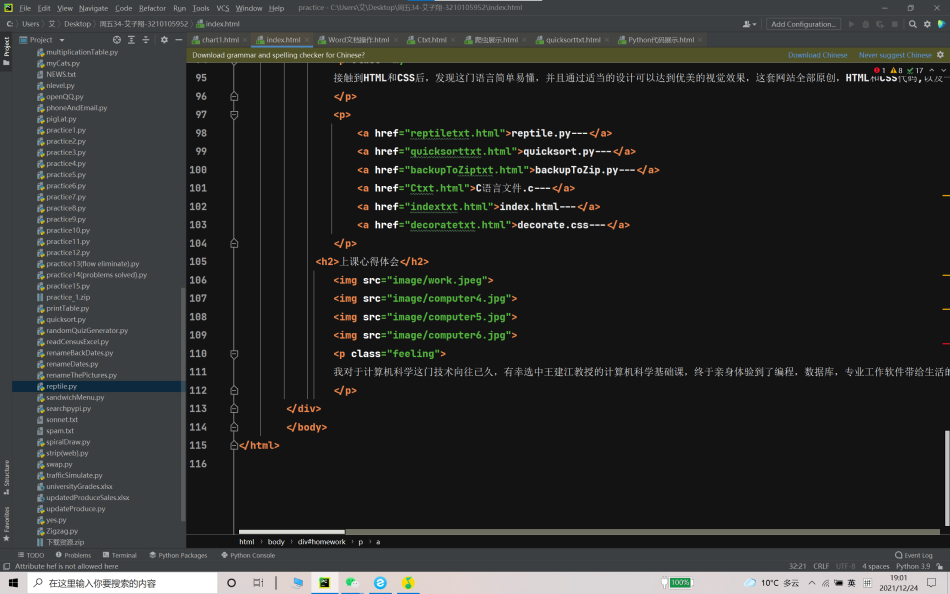 File Edit View Navigate Code Refactor Run Tools VCS Window Help practice - C:\Users\艾\Desktop\周五34-艾子翔-3210105952\index.html
C: Users 艾 Desktop 周五34-艾子翔-3210105952 index.html Add Configuration...
Project
chart1.html index.html Word文档操作.html Ctxt.html 爬虫展示.html quicksorttxt.html Python代码展示.html
Download grammar and spelling checker for Chinese? Download Chinese Never suggest Chinese
1 8 17
multiplicationTable.py
myCats.py
NEWS.txt
nlevel.py
openQQ.py
phoneAndEmail.py
pigLat.py
practice1.py
practice2.py
practice3.py
practice4.py
practice5.py
practice6.py
practice7.py
practice8.py
practice9.py
practice10.py
practice11.py
practice12.py
practice13(flow eliminate).py
practice14(problems solved).py
practice15.py
practice_1.zip
printTable.py
quicksort.py
randomQuizGenerator.py
readCensusExcel.py
renameBackDates.py
renameDates.py
renameThePictures.py
reptile.py
sandwichMenu.py
searchpypi.py
sonnet.txt
spam.txt
spiralDraw.py
strip(web).py
swap.py
trafficSimulate.py
universityGrades.xlsx
updatedProduceSales.xlsx
updateProduce.py
yes.py
Zigzag.py
下载资源.zip
95 接触到HTML和CSS后，发现这门语言简单易懂，并且通过适当的设计可以达到优美的视觉效果，这套网站全部原创，HTML和CSS代码,以及
96 </p>
97 <p>
98 <a href="reptiletxt.html">reptile.py---</a>
99 <a href="quicksorttxt.html">quicksort.py---</a>
100 <a href="backupToZiptxt.html">backupToZip.py---</a>
101 <a href="Ctxt.html">C语言文件.c---</a>
102 <a href="indextxt.html">index.html---</a>
103 <a href="decoratetxt.html">decorate.css---</a>
104 </p>
105 <h2>上课心得体会</h2>
106 <img src="image/work.jpeg">
107 <img src="image/computer4.jpg">
108 <img src="image/computer5.jpg">
109 <img src="image/computer6.jpg">
110 <p class="feeling">
111 我对于计算机科学这门技术向往已久，有幸选中王建江教授的计算机科学基础课，终于亲身体验到了编程，数据库，专业工作软件带给生活的
112 </p>
113 </div>
114 </body>
115 </html>
116
html body div#homework p a
Structure
Favorites
TODO Problems Terminal Python Packages Python Console Event Log
Attribute hef is not allowed here 32:21 CRLF UTF-8 4 spaces Python 3.9
在这里输入你要搜索的内容 100% 10°C 多云 英 19:01
2021/12/24